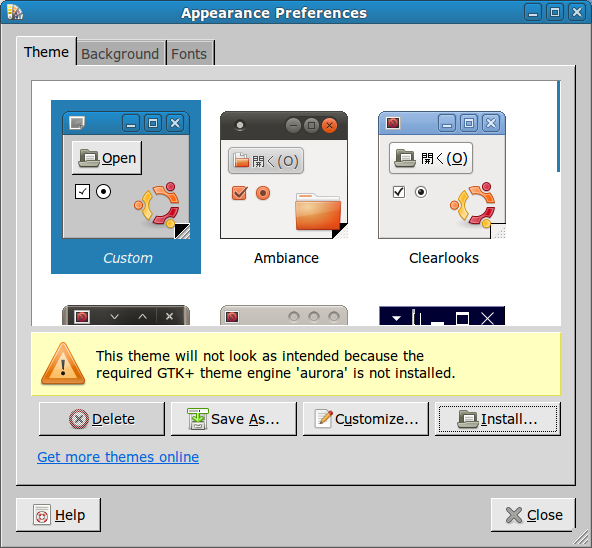 Appearance Preferences
Theme
Background
Fonts
Open
開く(O)
開く(O)
Custom
Ambiance
Clearlooks
This theme will not look as intended because the
required GTK+ theme engine 'aurora' is not installed.
Delete
Save As...
Customize...
Install...
Get more themes online
Help
Close